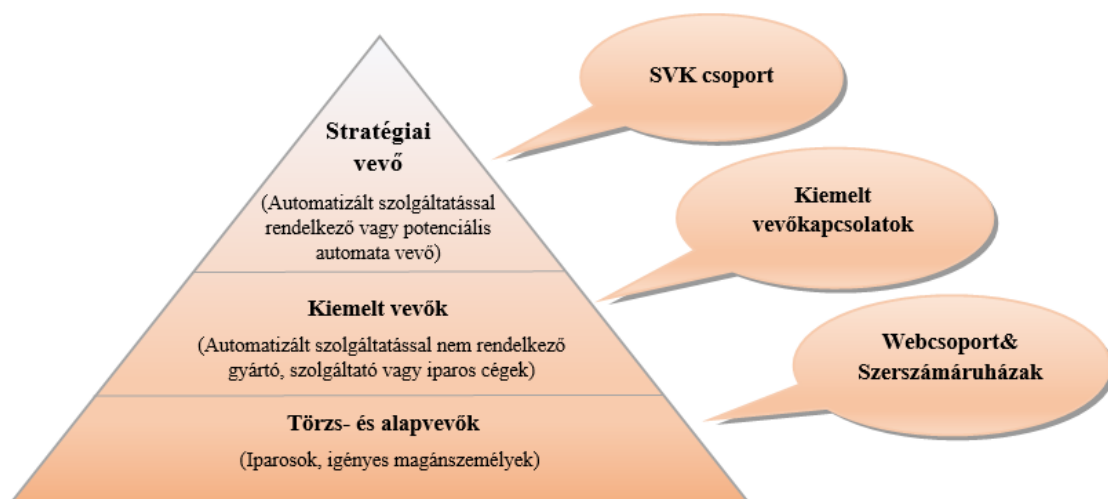 SVK csoport
Stratégiai
vevő
(Automatizált szolgáltatással
rendelkező vagy potenciális
automata vevő)
Kiemelt
vevőkapcsolatok
Kiemelt vevők
(Automatizált szolgáltatással nem rendelkező
gyártó, szolgáltató vagy iparos cégek)
Webcsoport&
Szerszámáruházak
Törzs- és alapvevők
(Iparosok, igényes magánszemélyek)